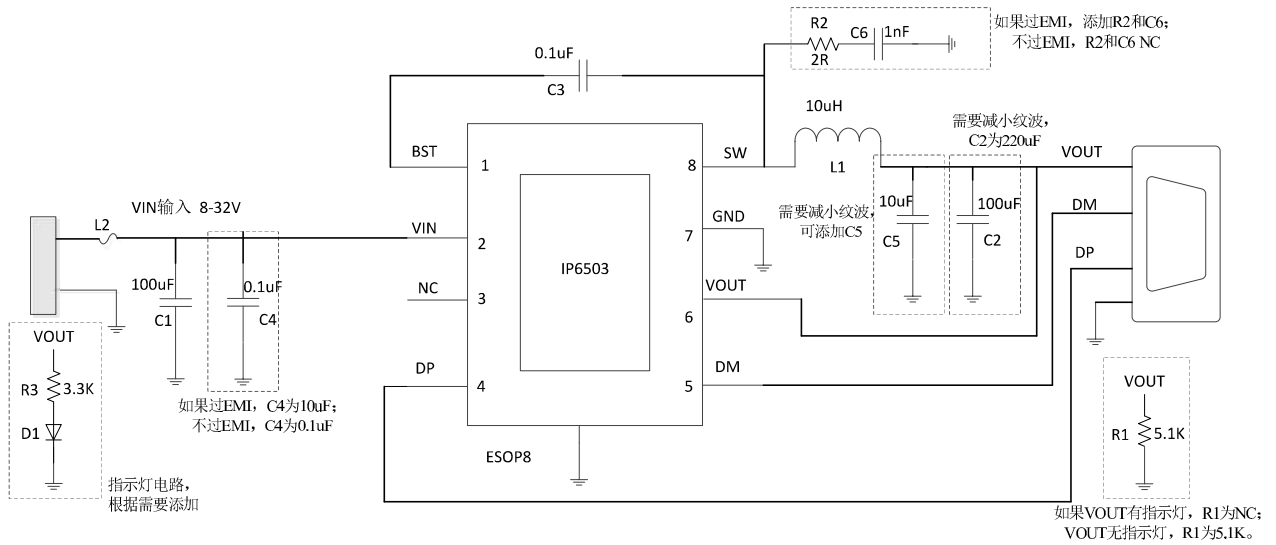 R2
C6
1nF
2R
如果过EMI，添加R2和C6；
不过EMI，R2和C6 NC
0.1uF
C3
10uH
L1
需要减小纹波，
C2为220uF
BST
1
8
SW
VOUT
VIN输入 8-32V
L2
VIN
2
7
GND
需要减小纹波，
可添加C5
10uF
C5
100uF
C2
DM
DP
IP6503
100uF
C1
0.1uF
C4
NC
3
6
VOUT
DP
4
5
DM
VOUT
R3
3.3K
D1
如果过EMI，C4为10uF；
不过EMI，C4为0.1uF
ESOP8
指示灯电路，
根据需要添加
VOUT
R1
5.1K
如果VOUT有指示灯，R1为NC；
VOUT无指示灯，R1为5.1K。